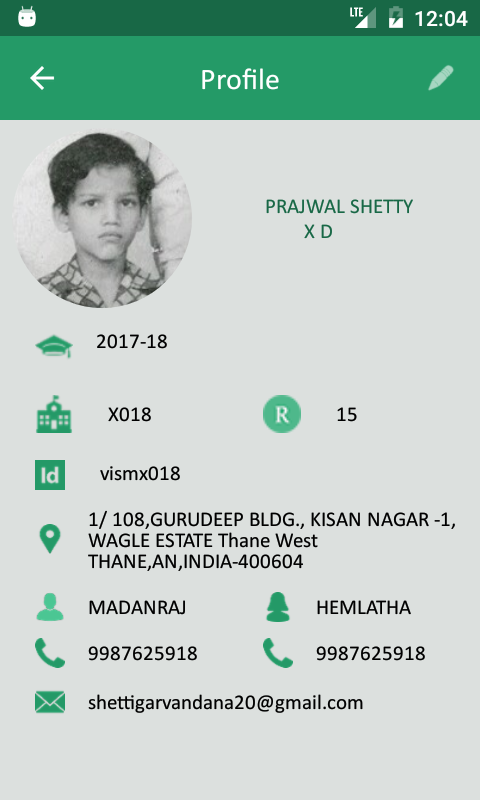 LTE 12:04
Profile
PRAJWAL SHETTY
X D
2017-18
X018 R 15
Id vismx018
1/ 108,GURUDEEP BLDG., KISAN NAGAR -1,
WAGLE ESTATE Thane West
THANE,AN,INDIA-400604
MADANRAJ HEMLATHA
9987625918 9987625918
shettigarvandana20@gmail.com